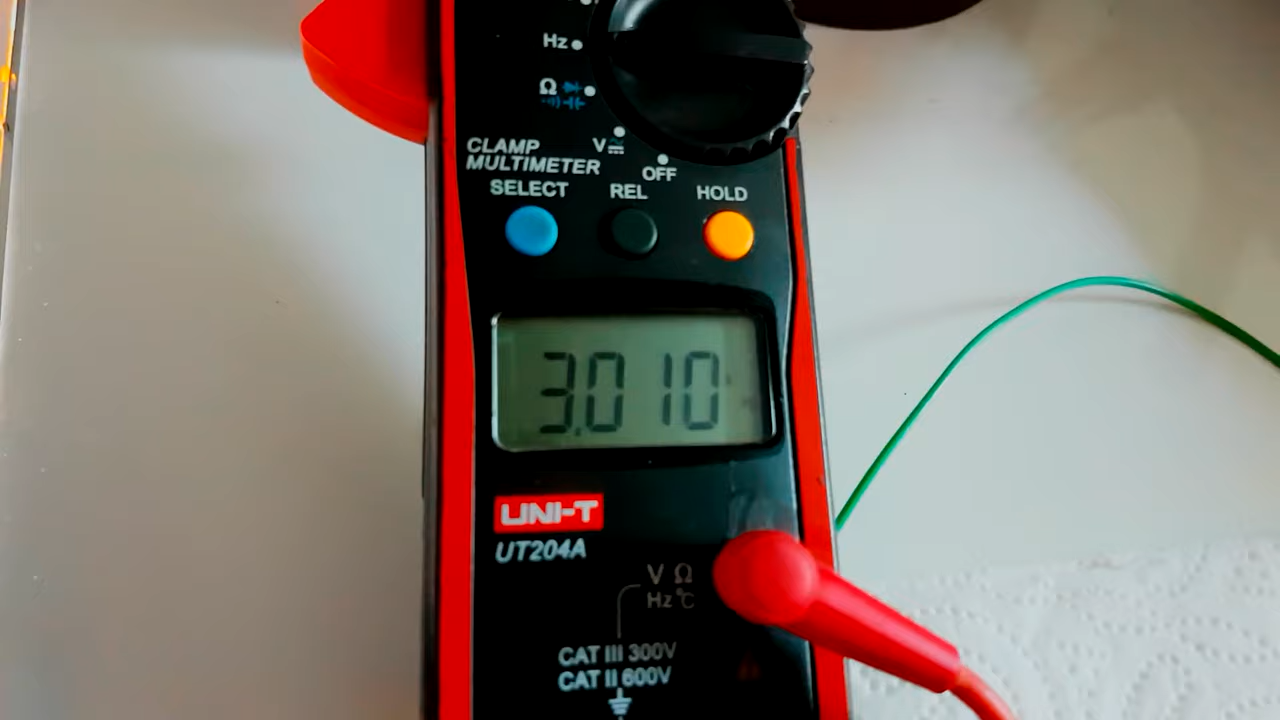 Hz
Ω
CLAMP
MULTIMETER
V
OFF
SELECT REL HOLD
3.010
UNI-T
UT204A
V Ω
Hz °C
CAT III 300V
CAT II 600V